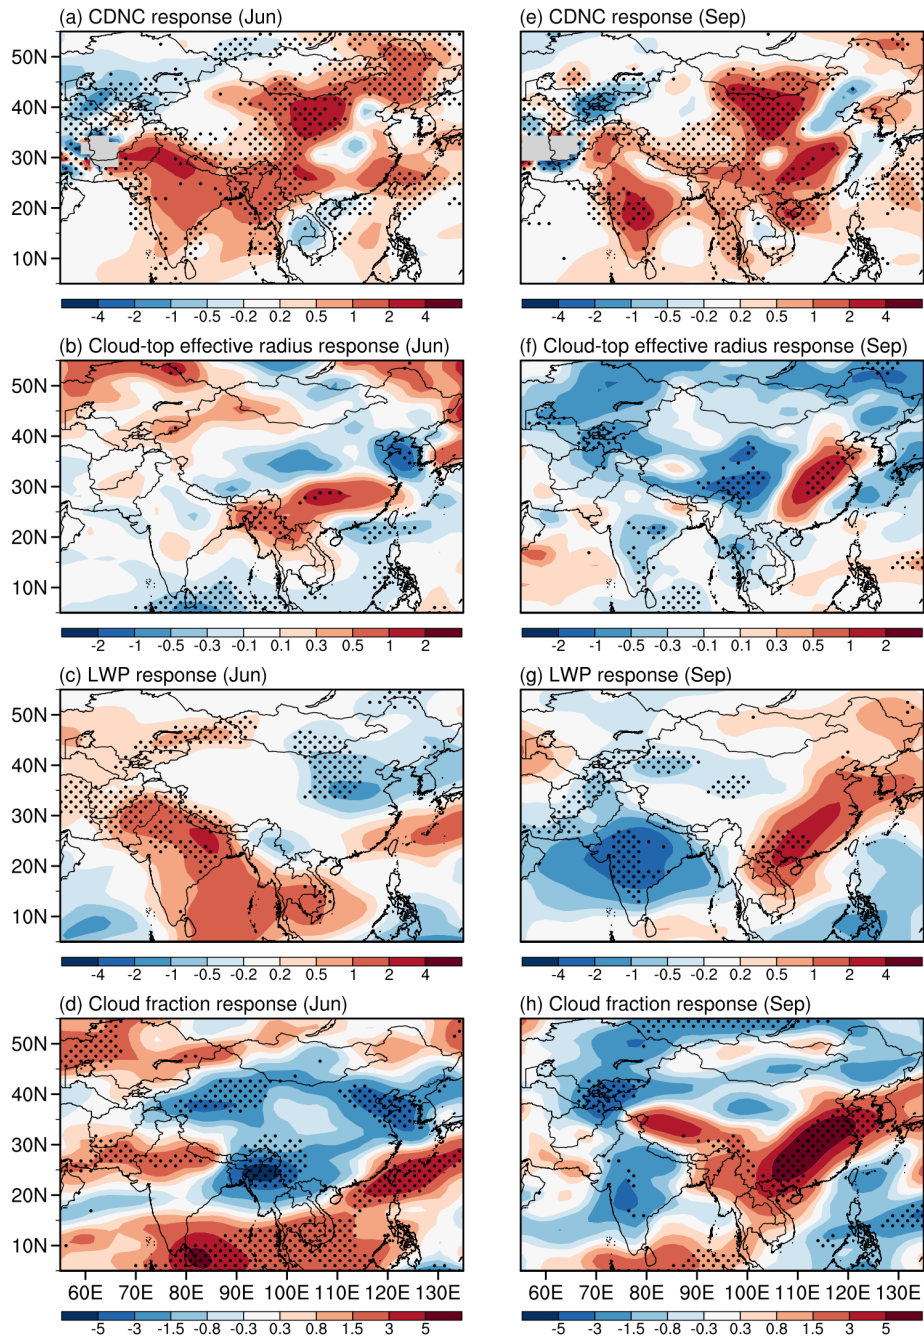 (a) CDNC response (Jun)
50N
40N
30N
20N
10N
-4 -2 -1 -0.5 -0.2 0.2 0.5 1 2 4
(e) CDNC response (Sep)
-4 -2 -1 -0.5 -0.2 0.2 0.5 1 2 4
(b) Cloud-top effective radius response (Jun)
50N
40N
30N
20N
10N
-2 -1 -0.5 -0.3 -0.1 0.1 0.3 0.5 1 2
(f) Cloud-top effective radius response (Sep)
-2 -1 -0.5 -0.3 -0.1 0.1 0.3 0.5 1 2
(c) LWP response (Jun)
50N
40N
30N
20N
10N
-4 -2 -1 -0.5 -0.2 0.2 0.5 1 2 4
(g) LWP response (Sep)
-4 -2 -1 -0.5 -0.2 0.2 0.5 1 2 4
(d) Cloud fraction response (Jun)
50N
40N
30N
20N
10N
60E 70E 80E 90E 100E 110E 120E 130E
-5 -3 -1.5 -0.8 -0.3 0.3 0.8 1.5 3 5
(h) Cloud fraction response (Sep)
60E 70E 80E 90E 100E 110E 120E 130E
-5 -3 -1.5 -0.8 -0.3 0.3 0.8 1.5 3 5